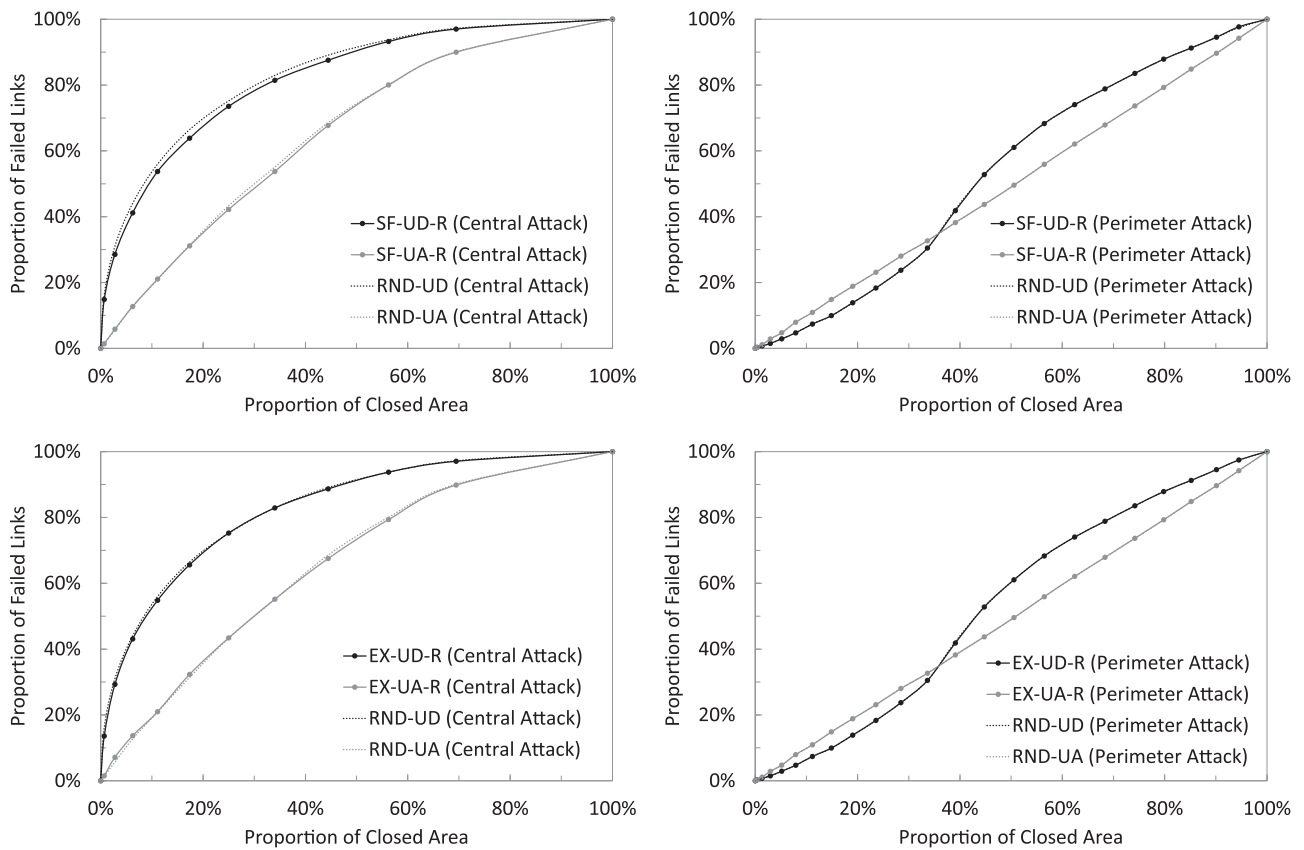 100%
80%
60%
40%
20%
0%
Proportion of Failed Links
SF-UD-R (Central Attack)
SF-UA-R (Central Attack)
RND-UD (Central Attack)
RND-UA (Central Attack)
0% 20% 40% 60% 80% 100%
Proportion of Closed Area
100%
80%
60%
40%
20%
0%
Proportion of Failed Links
SF-UD-R (Perimeter Attack)
SF-UA-R (Perimeter Attack)
RND-UD (Perimeter Attack)
RND-UA (Perimeter Attack)
0% 20% 40% 60% 80% 100%
Proportion of Closed Area
100%
80%
60%
40%
20%
0%
Proportion of Failed Links
EX-UD-R (Central Attack)
EX-UA-R (Central Attack)
RND-UD (Central Attack)
RND-UA (Central Attack)
0% 20% 40% 60% 80% 100%
Proportion of Closed Area
100%
80%
60%
40%
20%
0%
Proportion of Failed Links
EX-UD-R (Perimeter Attack)
EX-UA-R (Perimeter Attack)
RND-UD (Perimeter Attack)
RND-UA (Perimeter Attack)
0% 20% 40% 60% 80% 100%
Proportion of Closed Area